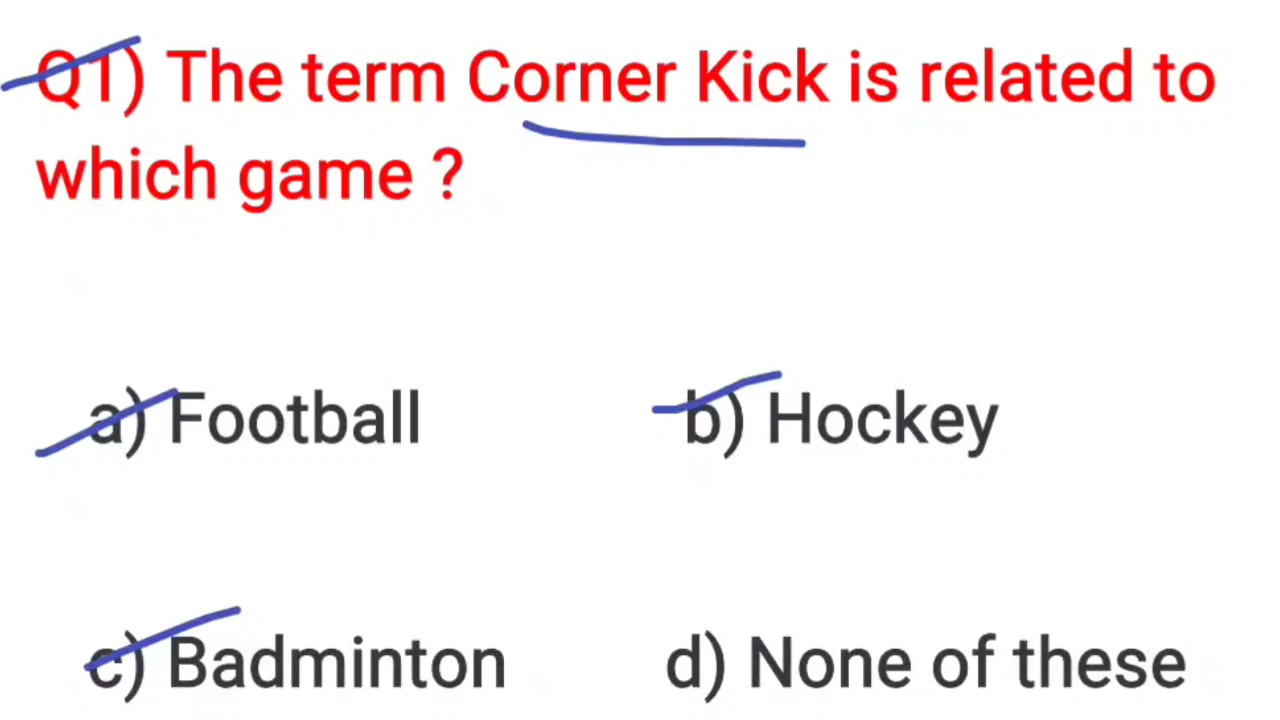 Q1) The term Corner Kick is related to
which game ?
a) Football b) Hockey
c) Badminton d) None of these